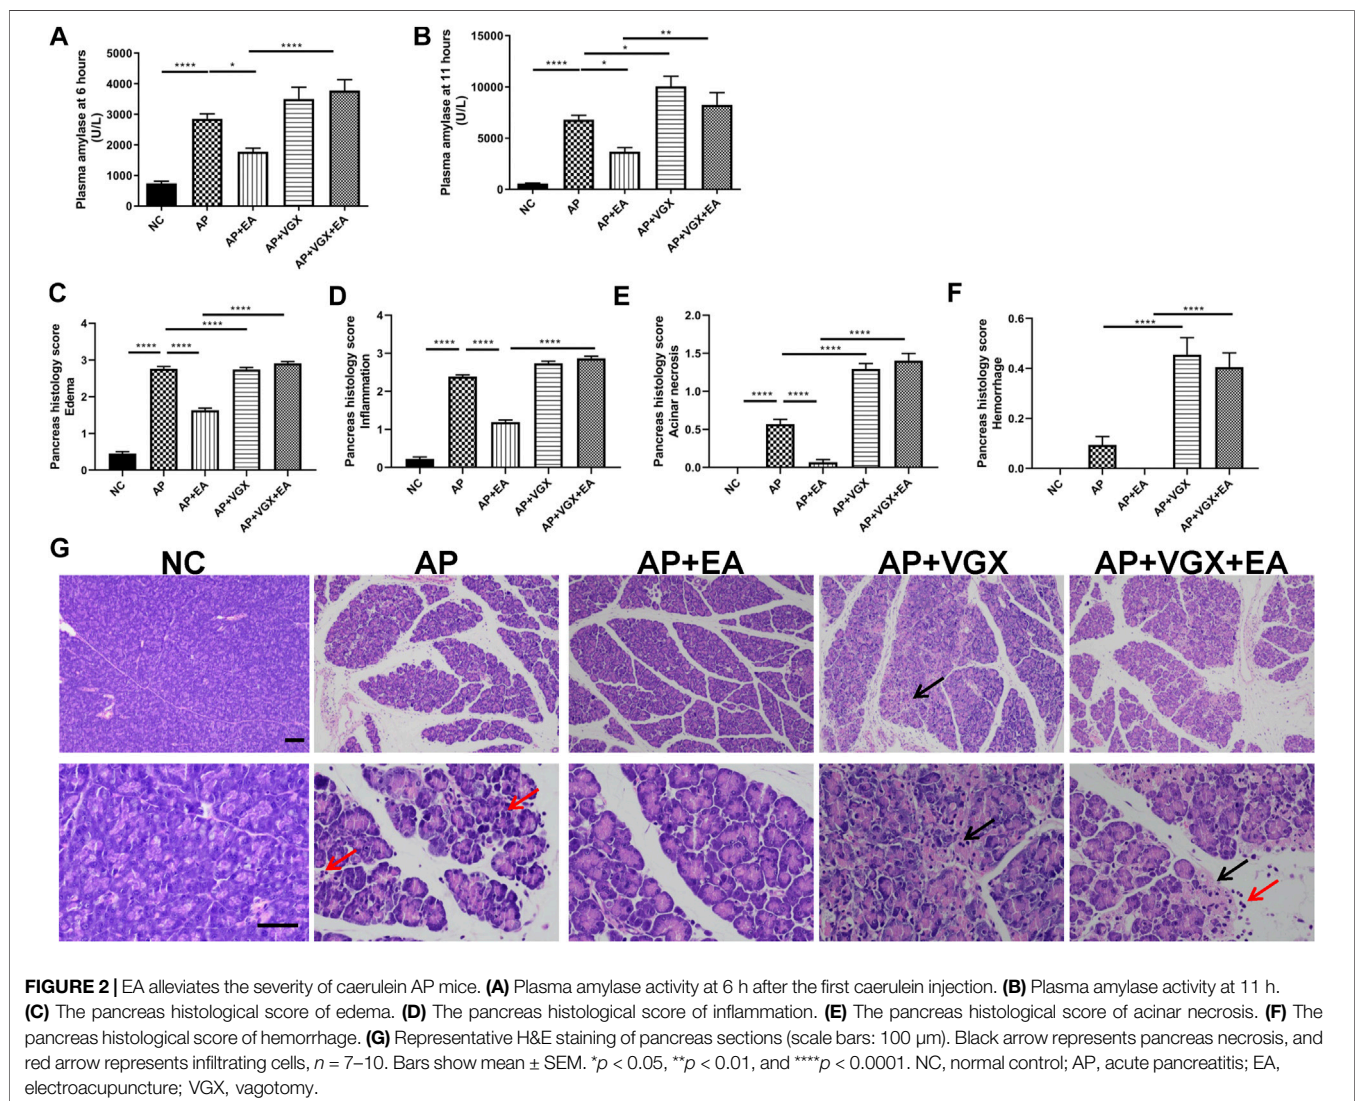 A
Plasma amylase at 6 hours
(U/L)
5000
4000
3000
2000
1000
0
****
*
****
NC
AP
AP+EA
AP+VGX
AP+VGX+EA
B
Plasma amylase at 11 hours
(U/L)
15000
10000
5000
0
****
*
*
**
NC
AP
AP+EA
AP+VGX
AP+VGX+EA
C
Pancreas histology score
Edema
4
3
2
1
0
****
****
****
****
NC
AP
AP+EA
AP+VGX
AP+VGX+EA
D
Pancreas histology score
Inflammation
4
3
2
1
0
****
****
****
NC
AP
AP+EA
AP+VGX
AP+VGX+EA
E
Pancreas histology score
Acinar necrosis
2.0
1.5
1.0
0.5
0.0
****
****
****
****
NC
AP
AP+EA
AP+VGX
AP+VGX+EA
F
Pancreas histology score
Hemorrhage
0.6
0.4
0.2
0.0
****
****
NC
AP
AP+EA
AP+VGX
AP+VGX+EA
G
NC AP AP+EA AP+VGX AP+VGX+EA
FIGURE 2 | EA alleviates the severity of caerulein AP mice. (A) Plasma amylase activity at 6 h after the first caerulein injection. (B) Plasma amylase activity at 11 h.
(C) The pancreas histological score of edema. (D) The pancreas histological score of inflammation. (E) The pancreas histological score of acinar necrosis. (F) The
pancreas histological score of hemorrhage. (G) Representative H&E staining of pancreas sections (scale bars: 100 μm). Black arrow represents pancreas necrosis, and
red arrow represents infiltrating cells, n = 7–10. Bars show mean ± SEM. *p < 0.05, **p < 0.01, and ****p < 0.0001. NC, normal control; AP, acute pancreatitis; EA,
electroacupuncture; VGX, vagotomy.